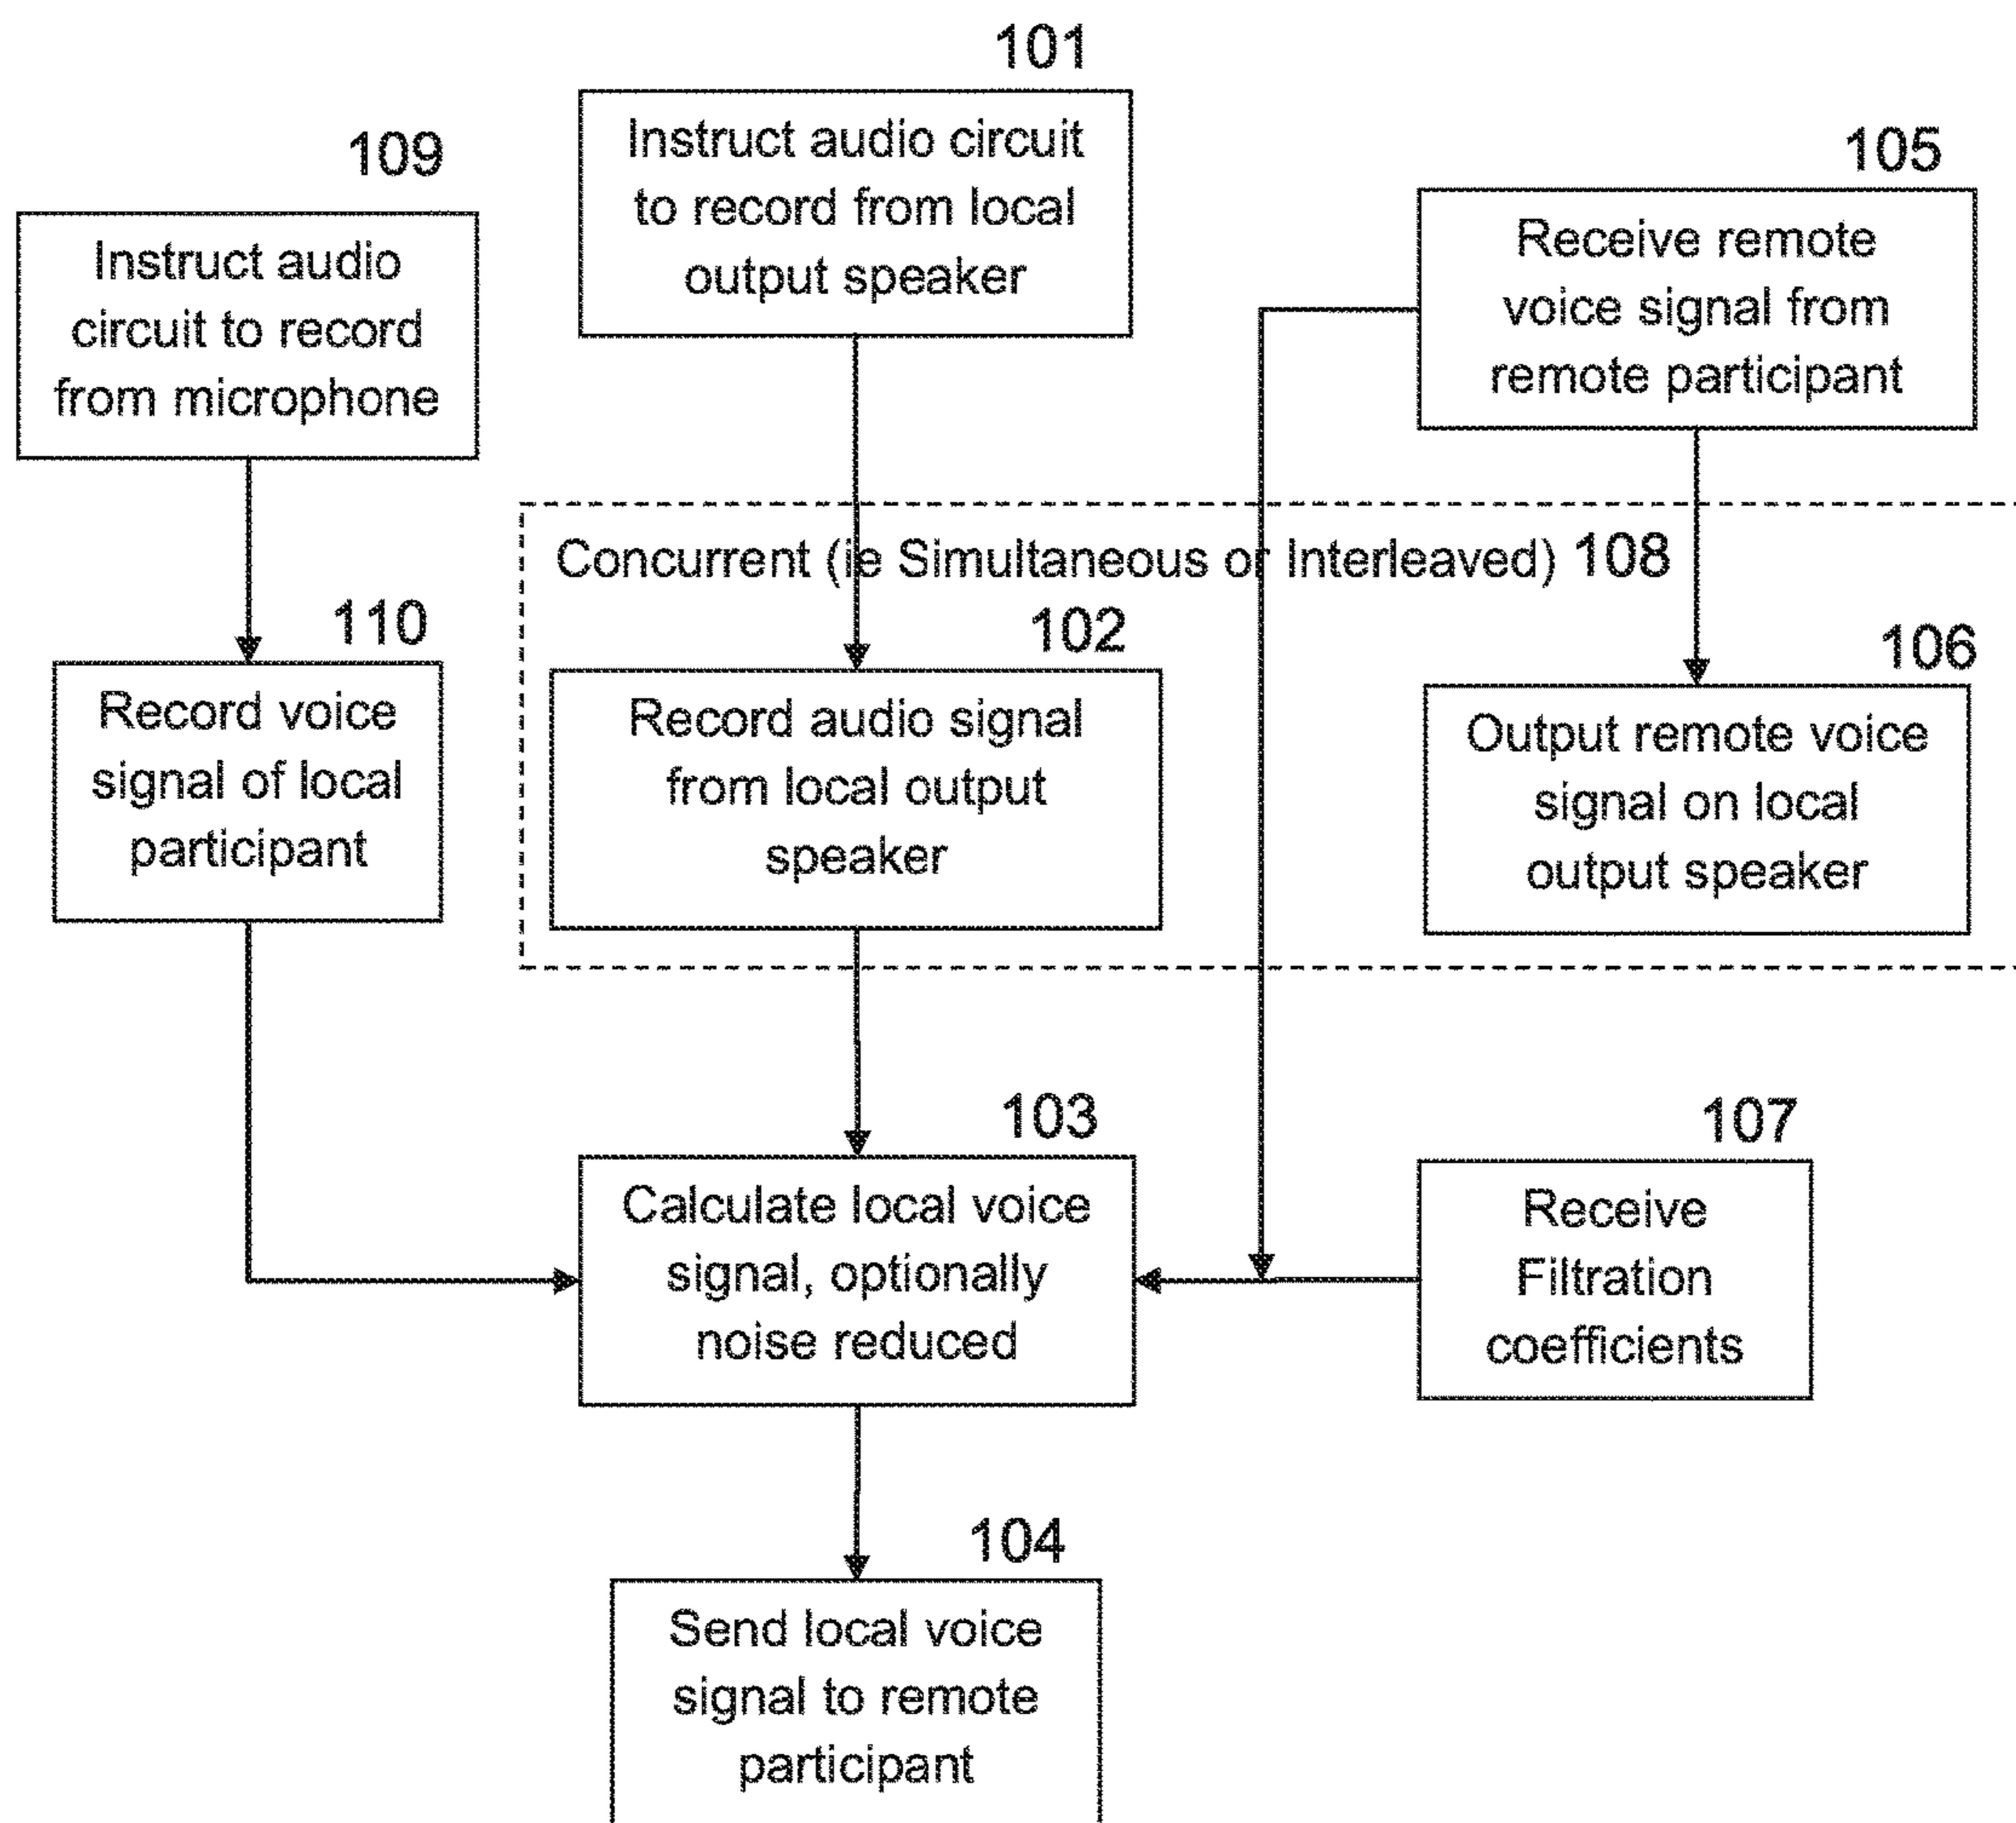 101
Instruct audio circuit
to record from local
output speaker
109
Instruct audio
circuit to record
from microphone
105
Receive remote
voice signal from
remote participant
Concurrent (ie Simultaneous or Interleaved) 108
110
Record voice
signal of local
participant
102
Record audio signal
from local output
speaker
106
Output remote voice
signal on local
output speaker
103
Calculate local voice
signal, optionally
noise reduced
107
Receive
Filtration
coefficients
104
Send local voice
signal to remote
participant